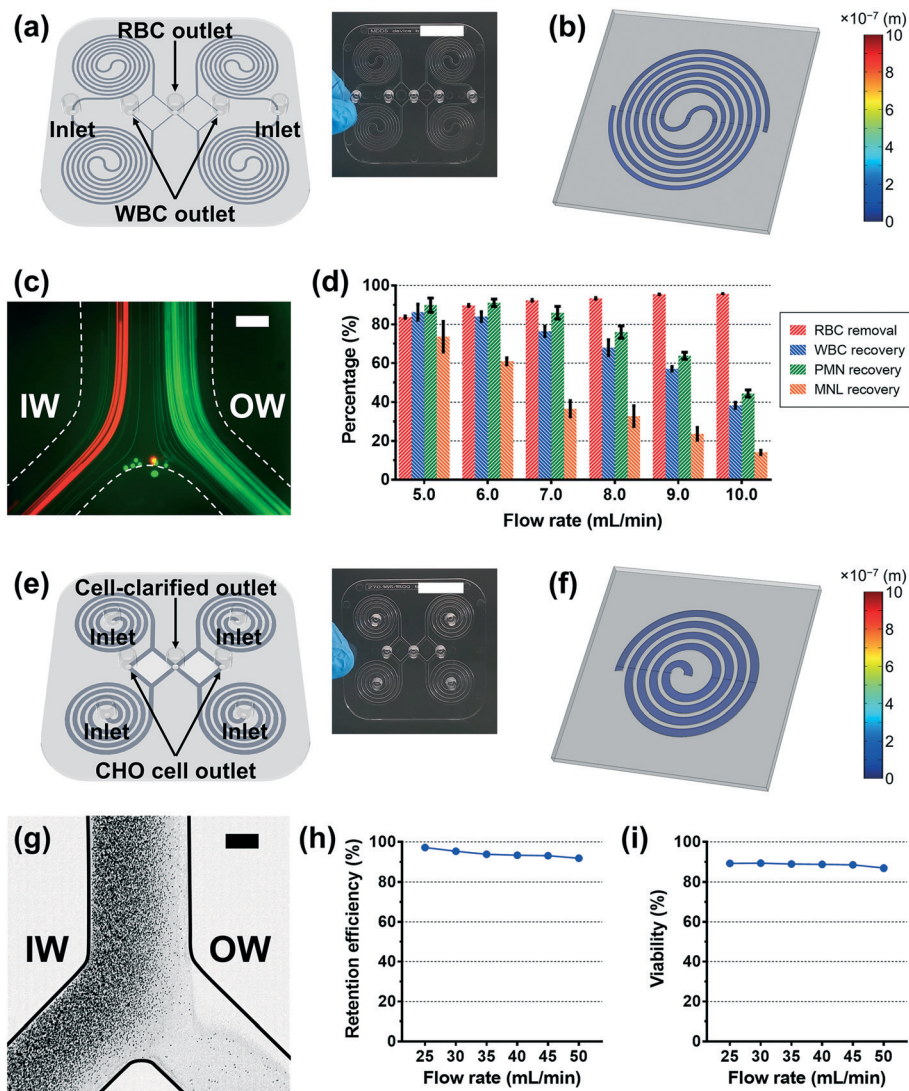 (a)
RBC outlet
Inlet
Inlet
WBC outlet
(b)
×10⁻⁷ (m)
10
8
6
4
2
0
(c)
IW
OW
(d)
Percentage (%)
100
80
60
40
20
0
5.0 6.0 7.0 8.0 9.0 10.0
Flow rate (mL/min)
RBC removal
WBC recovery
PMN recovery
MNL recovery
(e)
Cell-clarified outlet
Inlet
Inlet
Inlet
Inlet
CHO cell outlet
(f)
×10⁻⁷ (m)
10
8
6
4
2
0
(g)
IW
OW
(h)
Retention efficiency (%)
100
80
60
40
20
0
25 30 35 40 45 50
Flow rate (mL/min)
(i)
Viability (%)
100
80
60
40
20
0
25 30 35 40 45 50
Flow rate (mL/min)